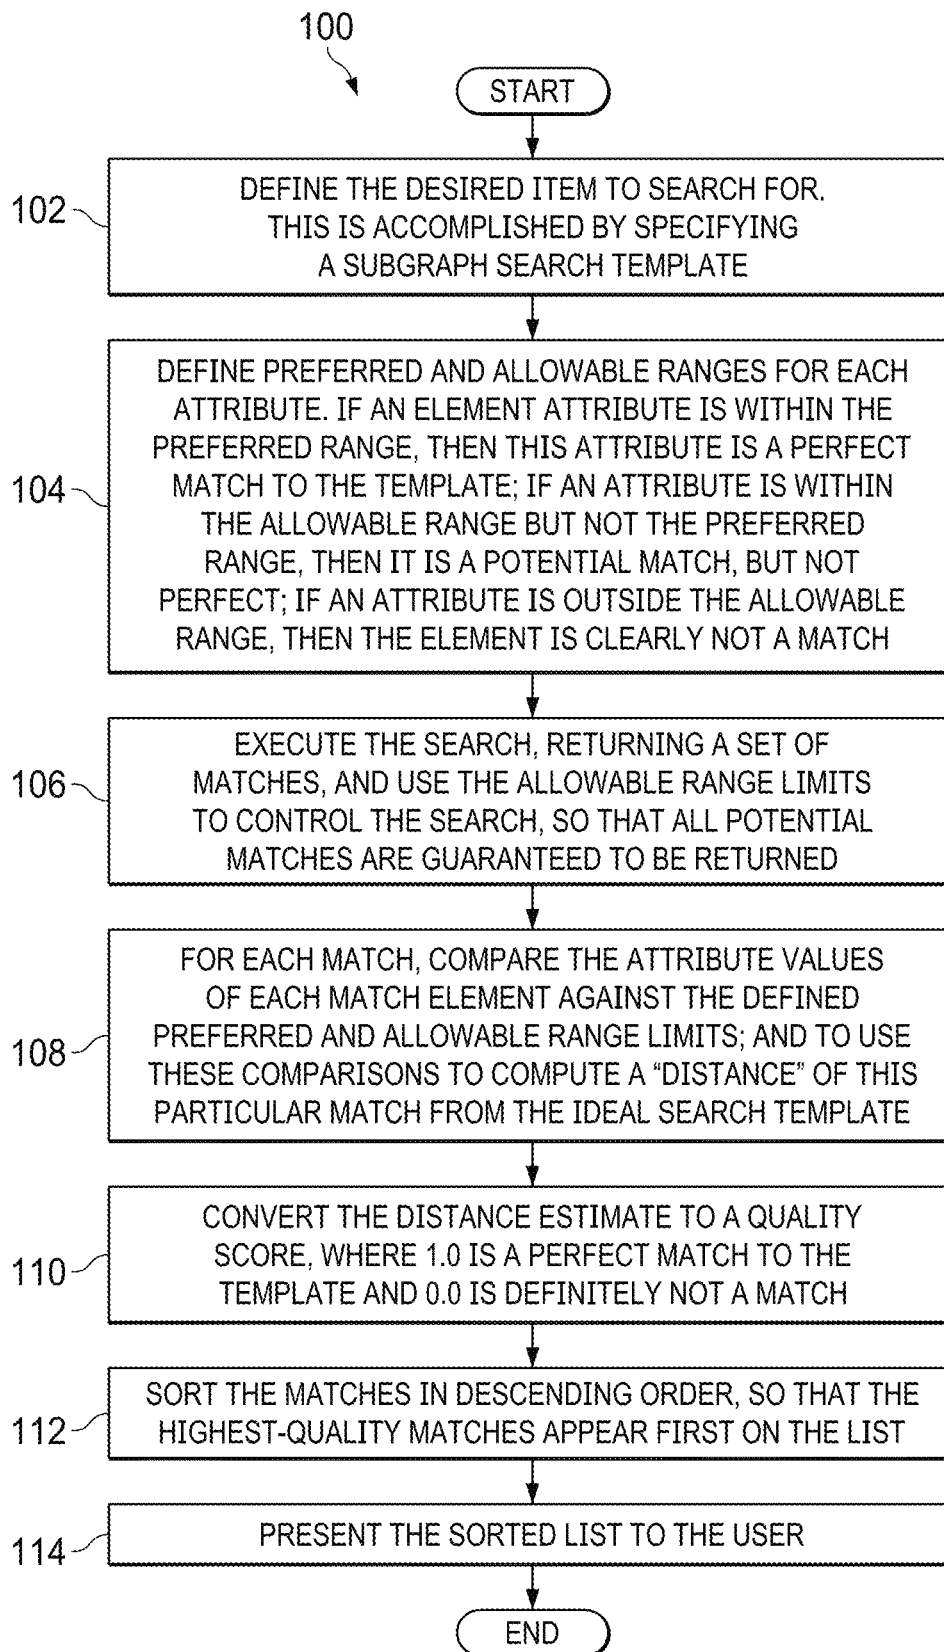 100
START
102
DEFINE THE DESIRED ITEM TO SEARCH FOR.
THIS IS ACCOMPLISHED BY SPECIFYING
A SUBGRAPH SEARCH TEMPLATE
104
DEFINE PREFERRED AND ALLOWABLE RANGES FOR EACH
ATTRIBUTE. IF AN ELEMENT ATTRIBUTE IS WITHIN THE
PREFERRED RANGE, THEN THIS ATTRIBUTE IS A PERFECT
MATCH TO THE TEMPLATE; IF AN ATTRIBUTE IS WITHIN
THE ALLOWABLE RANGE BUT NOT THE PREFERRED
RANGE, THEN IT IS A POTENTIAL MATCH, BUT NOT
PERFECT; IF AN ATTRIBUTE IS OUTSIDE THE ALLOWABLE
RANGE, THEN THE ELEMENT IS CLEARLY NOT A MATCH
106
EXECUTE THE SEARCH, RETURNING A SET OF
MATCHES, AND USE THE ALLOWABLE RANGE LIMITS
TO CONTROL THE SEARCH, SO THAT ALL POTENTIAL
MATCHES ARE GUARANTEED TO BE RETURNED
108
FOR EACH MATCH, COMPARE THE ATTRIBUTE VALUES
OF EACH MATCH ELEMENT AGAINST THE DEFINED
PREFERRED AND ALLOWABLE RANGE LIMITS; AND TO USE
THESE COMPARISONS TO COMPUTE A “DISTANCE” OF THIS
PARTICULAR MATCH FROM THE IDEAL SEARCH TEMPLATE
110
CONVERT THE DISTANCE ESTIMATE TO A QUALITY
SCORE, WHERE 1.0 IS A PERFECT MATCH TO THE
TEMPLATE AND 0.0 IS DEFINITELY NOT A MATCH
112
SORT THE MATCHES IN DESCENDING ORDER, SO THAT THE
HIGHEST-QUALITY MATCHES APPEAR FIRST ON THE LIST
114
PRESENT THE SORTED LIST TO THE USER
END